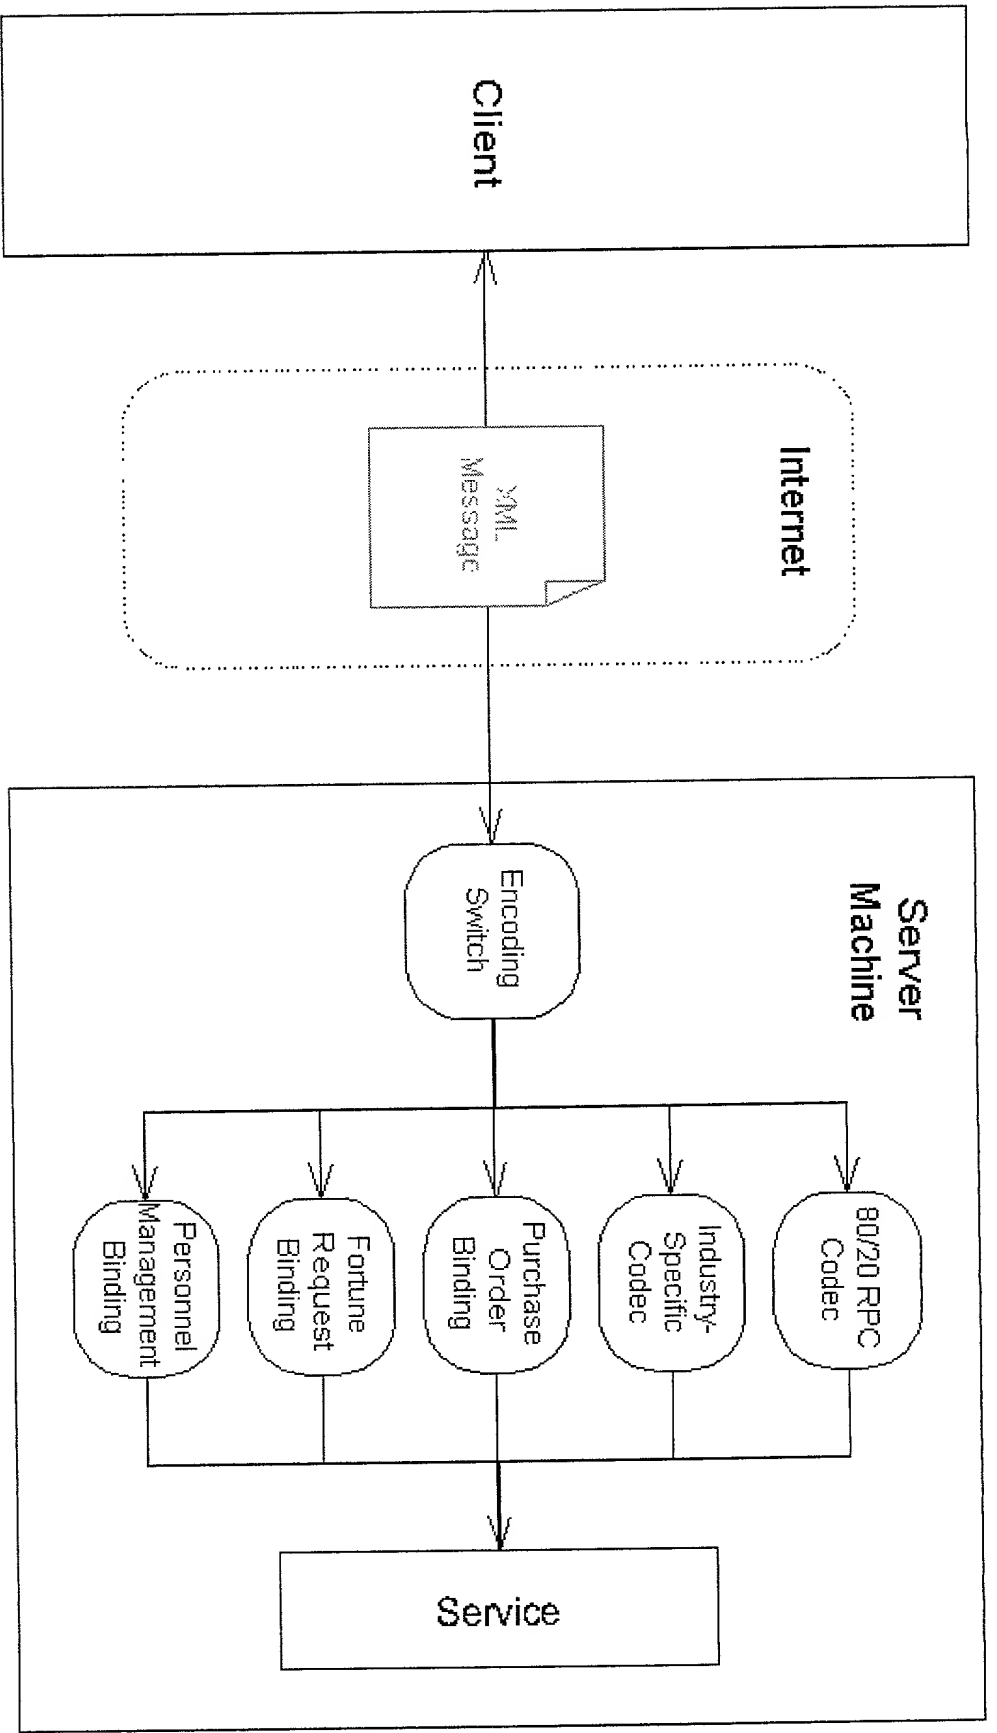 Client
Internet
XML
Message
Server
Machine
Encoding
Switch
80/20 RPC
Codec
Industry-
Specific
Codec
Purchase
Order
Binding
Fortune
Request
Binding
Personnel
Management
Binding
Service